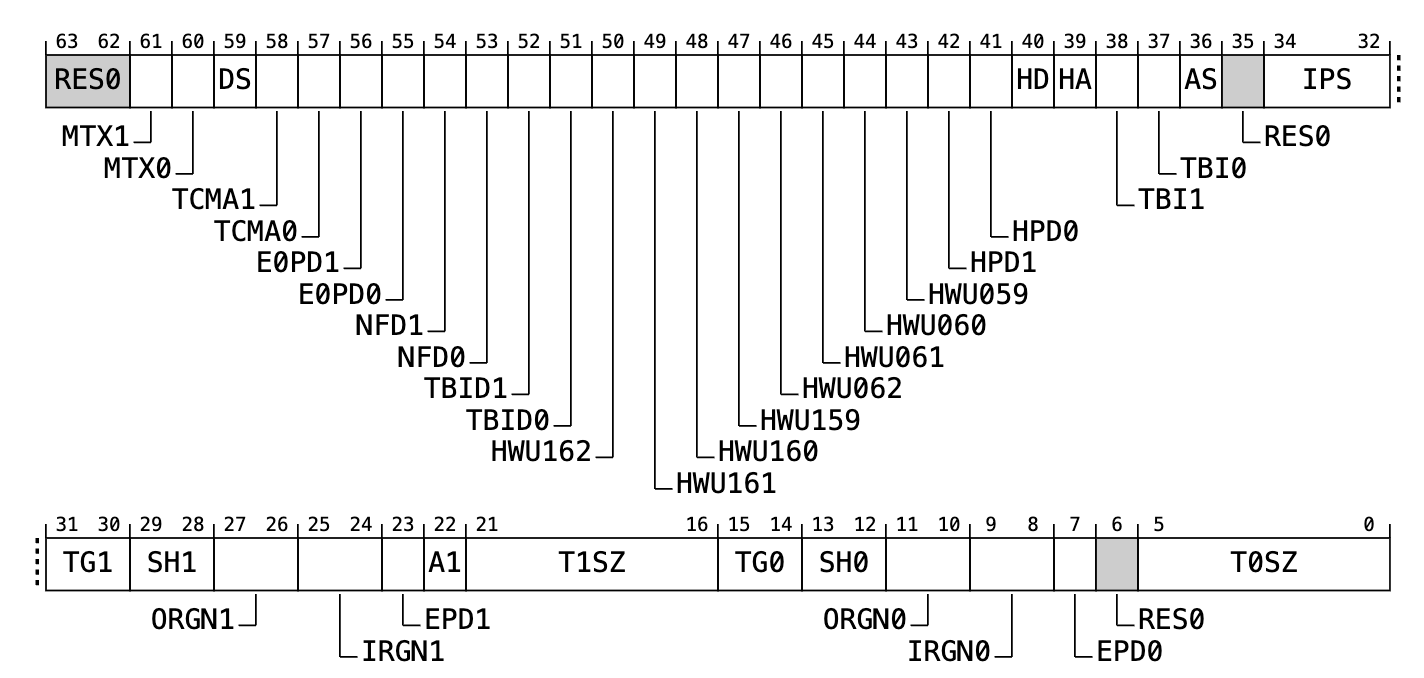 63 62 61 60 59 58 57 56 55 54 53 52 51 50 49 48 47 46 45 44 43 42 41 40 39 38 37 36 35 34 32
RES0 DS HD HA AS IPS
MTX1 RES0
MTX0 TBI0
TCMA1 TBI1
TCMA0 HPD0
E0PD1 HPD1
E0PD0 HWU059
NFD1 HWU060
NFD0 HWU061
TBID1 HWU062
TBID0 HWU159
HWU162 HWU160
HWU161
31 30 29 28 27 26 25 24 23 22 21 16 15 14 13 12 11 10 9 8 7 6 5 0
TG1 SH1 A1 T1SZ TG0 SH0 T0SZ
ORGN1 EPD1 ORGN0 RES0
IRGN1 IRGN0 EPD0